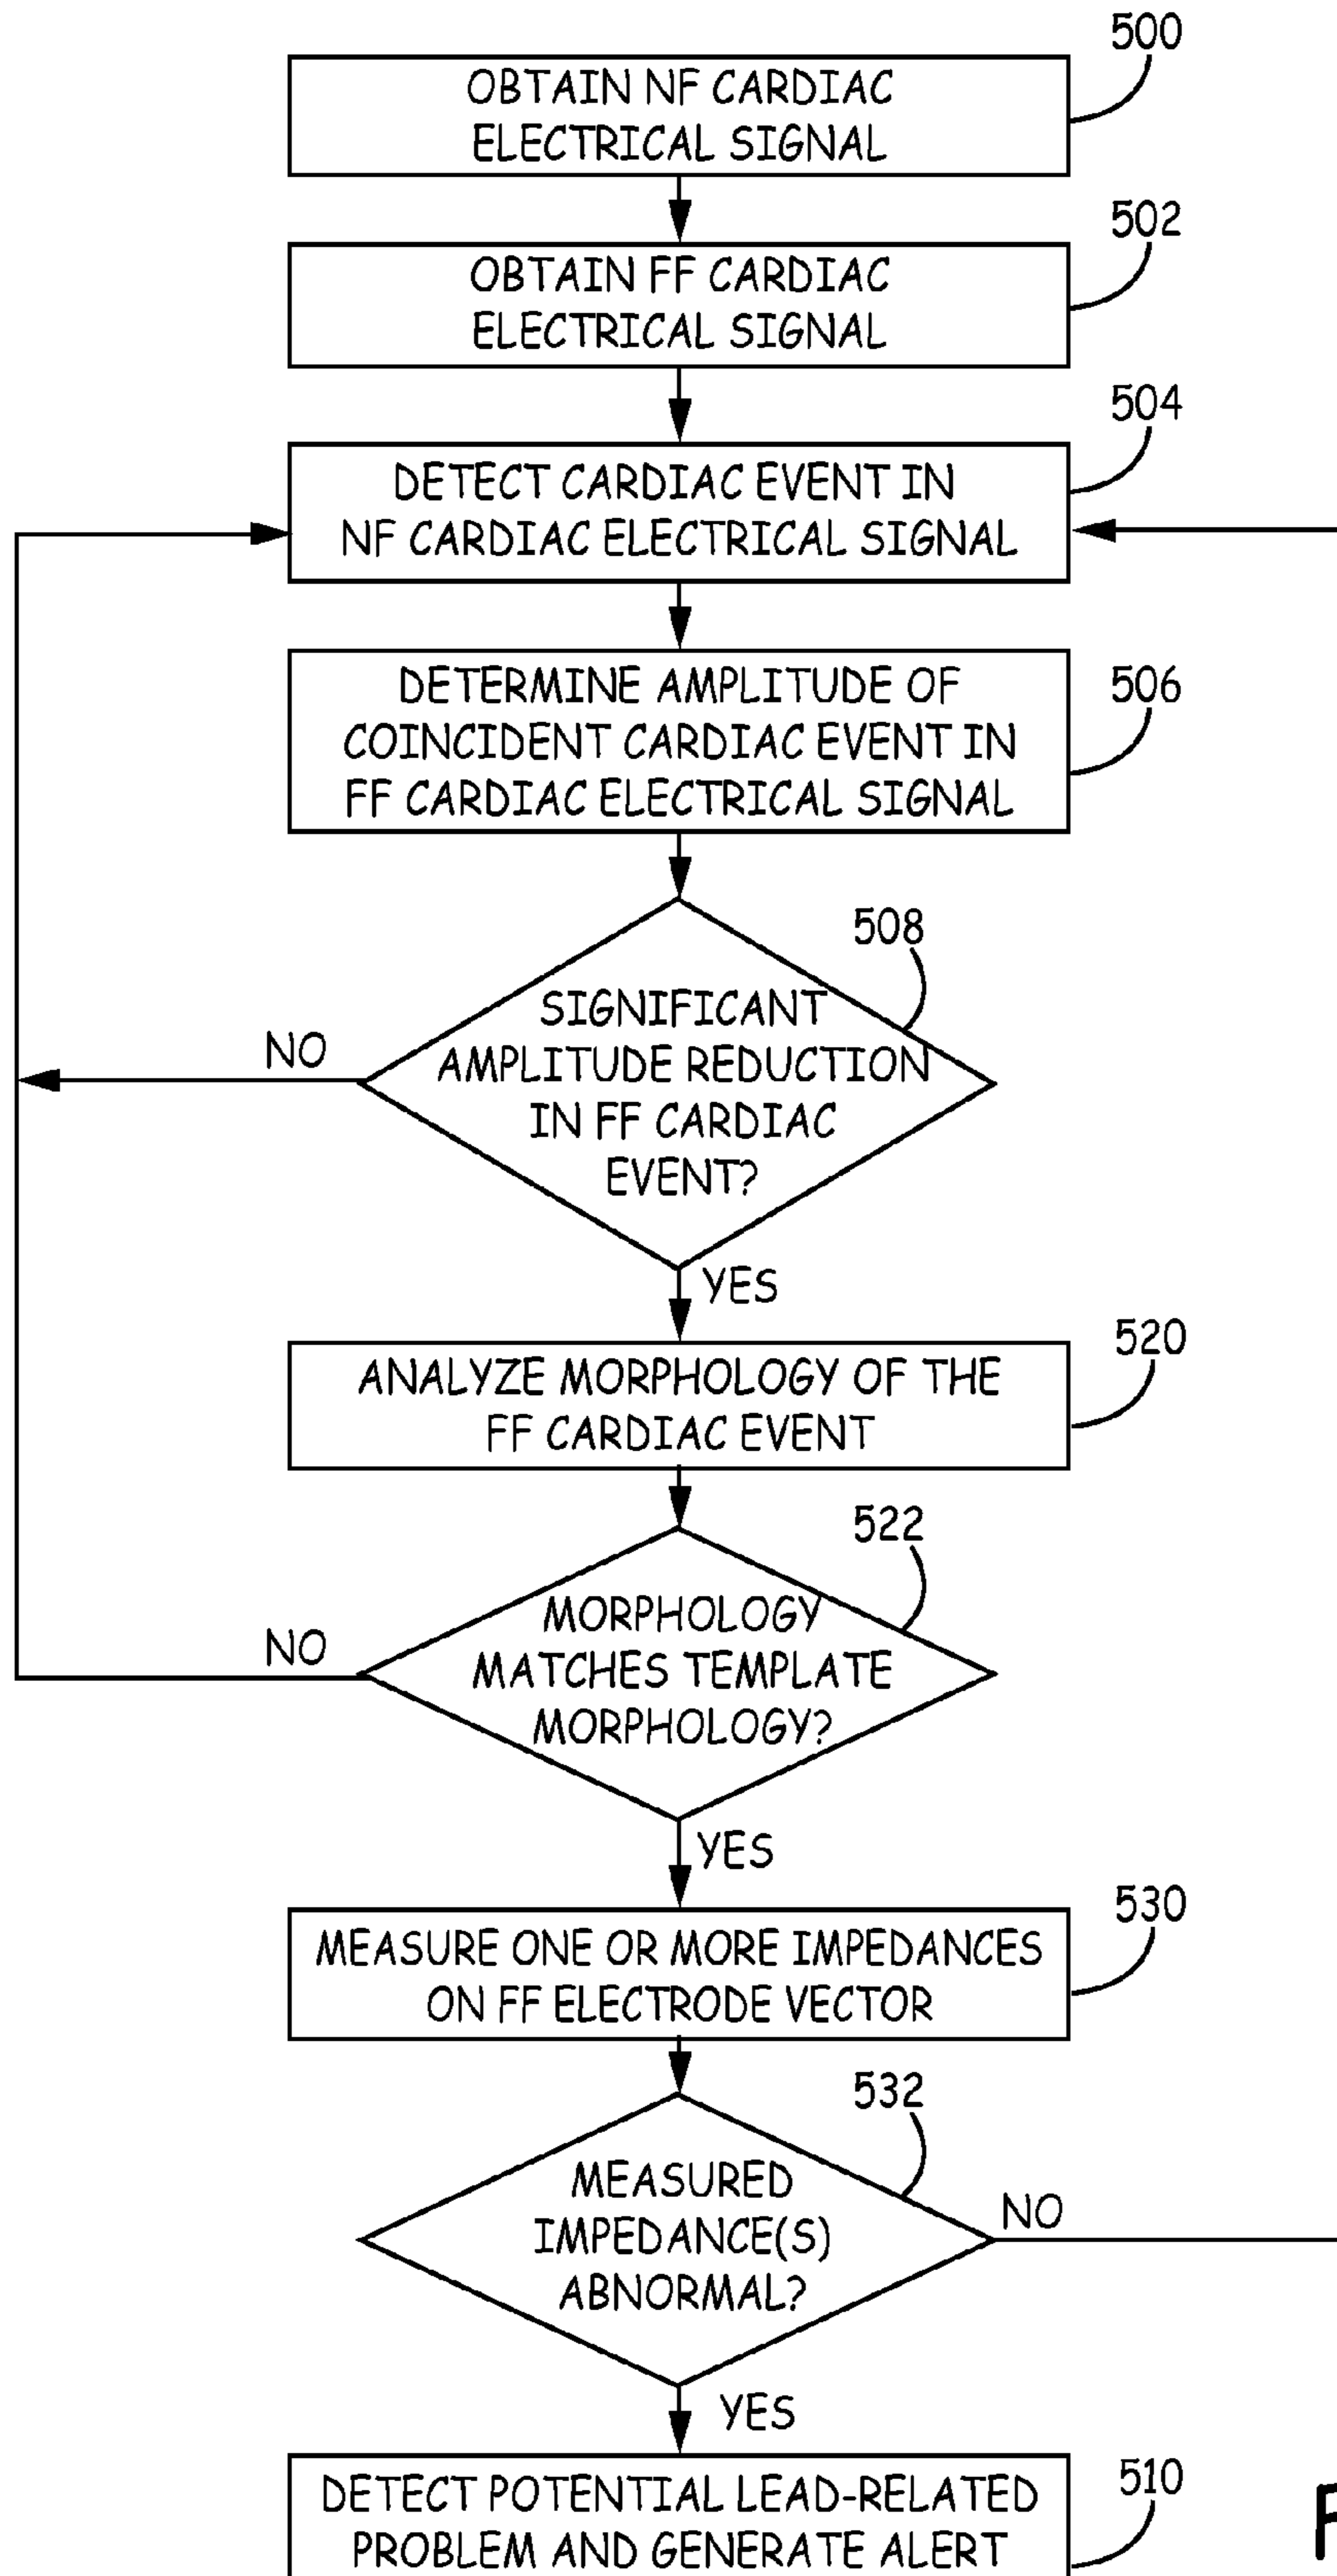 500
OBTAIN NF CARDIAC
ELECTRICAL SIGNAL
502
OBTAIN FF CARDIAC
ELECTRICAL SIGNAL
504
DETECT CARDIAC EVENT IN
NF CARDIAC ELECTRICAL SIGNAL
506
DETERMINE AMPLITUDE OF
COINCIDENT CARDIAC EVENT IN
FF CARDIAC ELECTRICAL SIGNAL
508
SIGNIFICANT
AMPLITUDE REDUCTION
IN FF CARDIAC
EVENT?
NO
YES
520
ANALYZE MORPHOLOGY OF THE
FF CARDIAC EVENT
522
MORPHOLOGY
MATCHES TEMPLATE
MORPHOLOGY?
NO
YES
530
MEASURE ONE OR MORE IMPEDANCES
ON FF ELECTRODE VECTOR
532
MEASURED
IMPEDANCE(S)
ABNORMAL?
NO
YES
510
DETECT POTENTIAL LEAD-RELATED
PROBLEM AND GENERATE ALERT